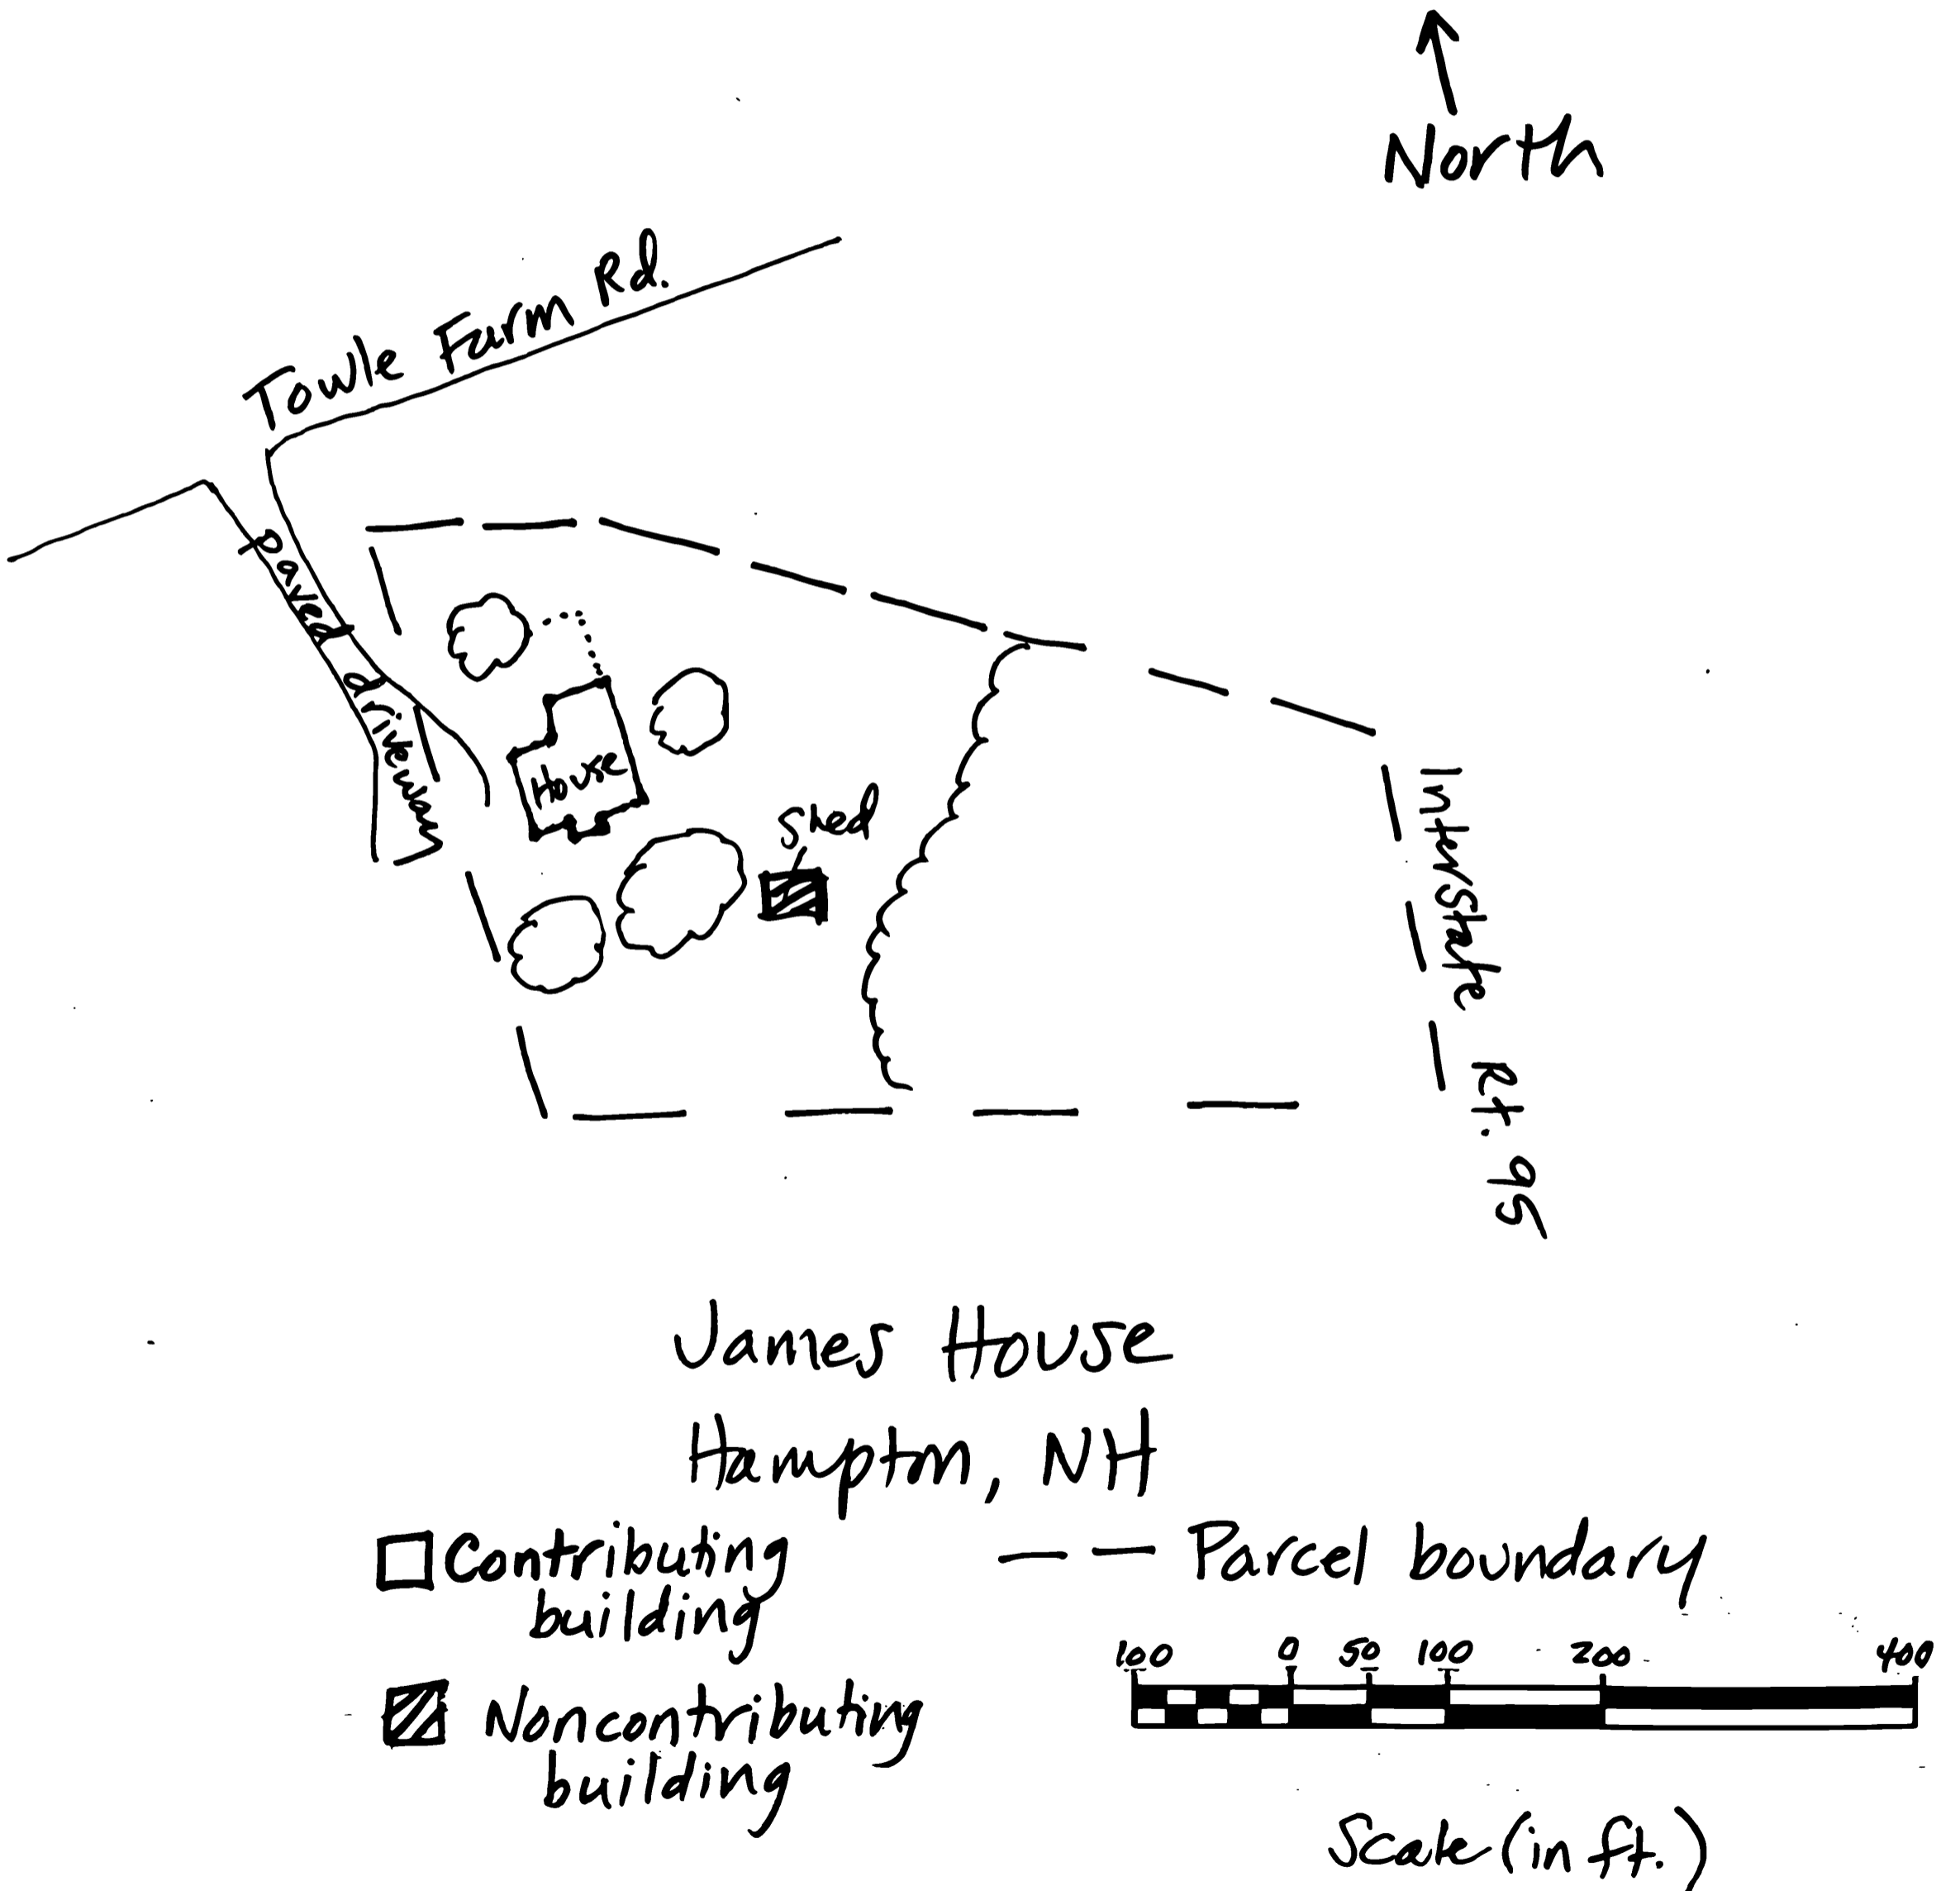 North
Towle Farm Rd.
Paved driveway
House
Shed
Interstate Rt. 95
James House
Hampton, NH
Contributing
building
Parcel boundary
Noncontributing
building
100 0 50 100 200 400
Scale (in ft.)